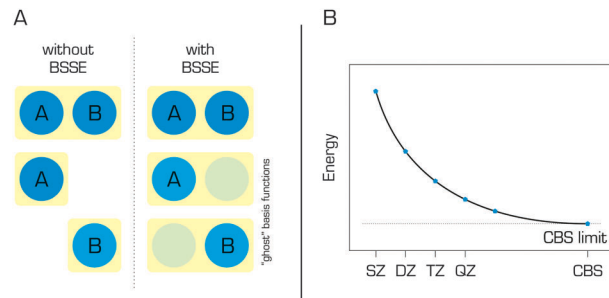 A
without
BSSE
with
BSSE
A B
A B
A
A
B
B
"ghost" basis functions
B
Energy
CBS limit
SZ DZ TZ QZ CBS